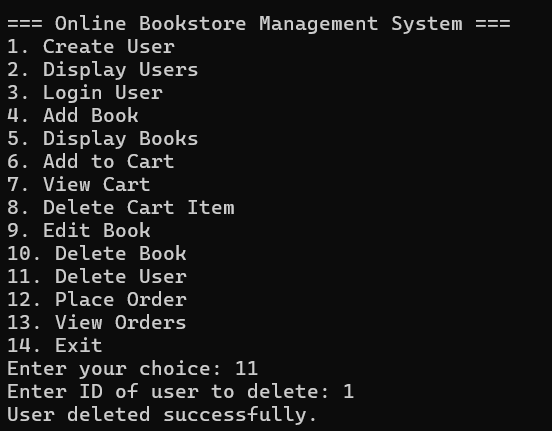 === Online Bookstore Management System ===
1. Create User
2. Display Users
3. Login User
4. Add Book
5. Display Books
6. Add to Cart
7. View Cart
8. Delete Cart Item
9. Edit Book
10. Delete Book
11. Delete User
12. Place Order
13. View Orders
14. Exit
Enter your choice: 11
Enter ID of user to delete: 1
User deleted successfully.